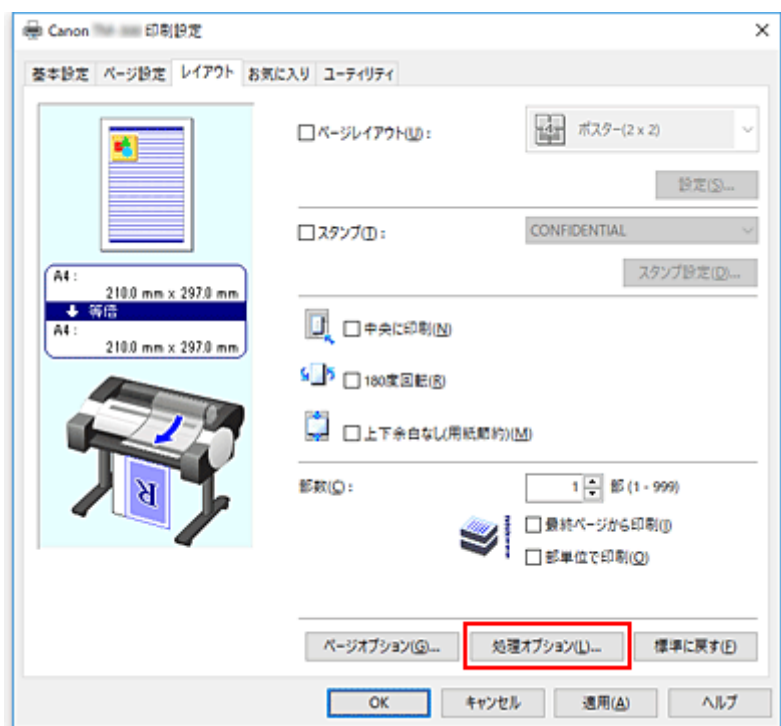 Canon 印刷設定
基本設定 ページ設定 レイアウト お気に入り ユーティリティ
ページレイアウト(U): ポスター(2 x 2)
設定(S)...
スタンプ(T): CONFIDENTIAL
スタンプ設定(D)...
A4:
210.0 mm x 297.0 mm
等倍
A4:
210.0 mm x 297.0 mm
中央に印刷(N)
180度回転(R)
上下余白なし(用紙節約)(M)
部数(C): 1 部 (1 - 999)
最終ページから印刷(I)
部単位で印刷(O)
R
ページオプション(G)... 処理オプション(L)... 標準に戻す(F)
OK キャンセル 適用(A) ヘルプ